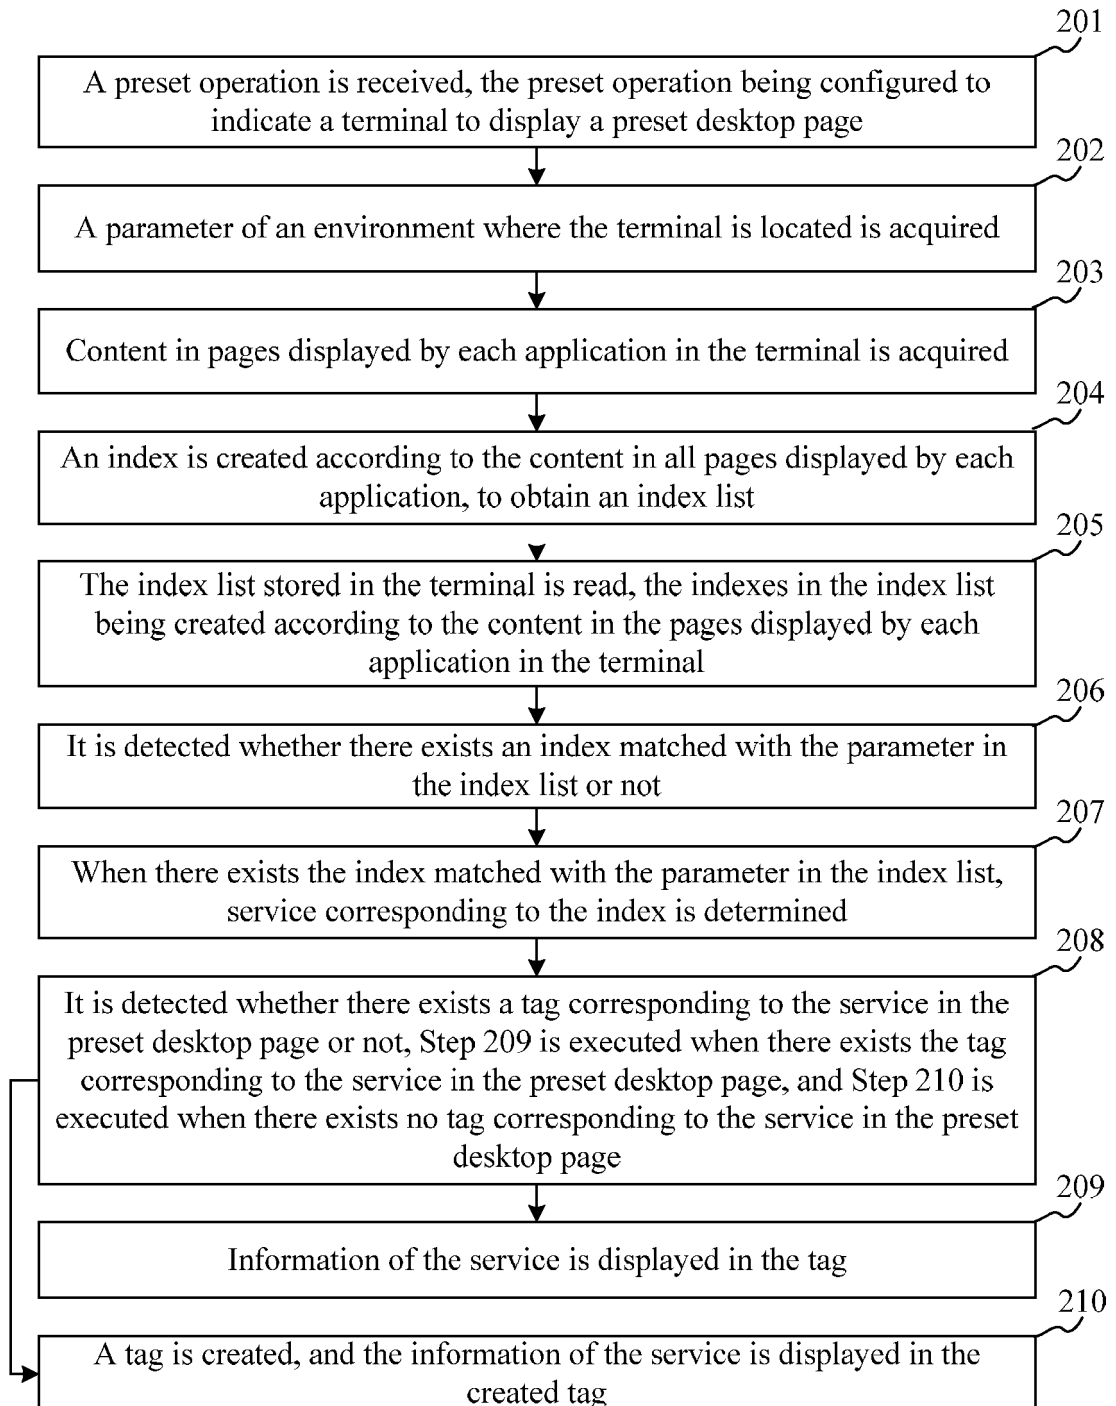 201
A preset operation is received, the preset operation being configured to
indicate a terminal to display a preset desktop page
202
A parameter of an environment where the terminal is located is acquired
203
Content in pages displayed by each application in the terminal is acquired
204
An index is created according to the content in all pages displayed by each
application, to obtain an index list
205
The index list stored in the terminal is read, the indexes in the index list
being created according to the content in the pages displayed by each
application in the terminal
206
It is detected whether there exists an index matched with the parameter in
the index list or not
207
When there exists the index matched with the parameter in the index list,
service corresponding to the index is determined
208
It is detected whether there exists a tag corresponding to the service in the
preset desktop page or not, Step 209 is executed when there exists the tag
corresponding to the service in the preset desktop page, and Step 210 is
executed when there exists no tag corresponding to the service in the preset
desktop page
209
Information of the service is displayed in the tag
210
A tag is created, and the information of the service is displayed in the
created tag